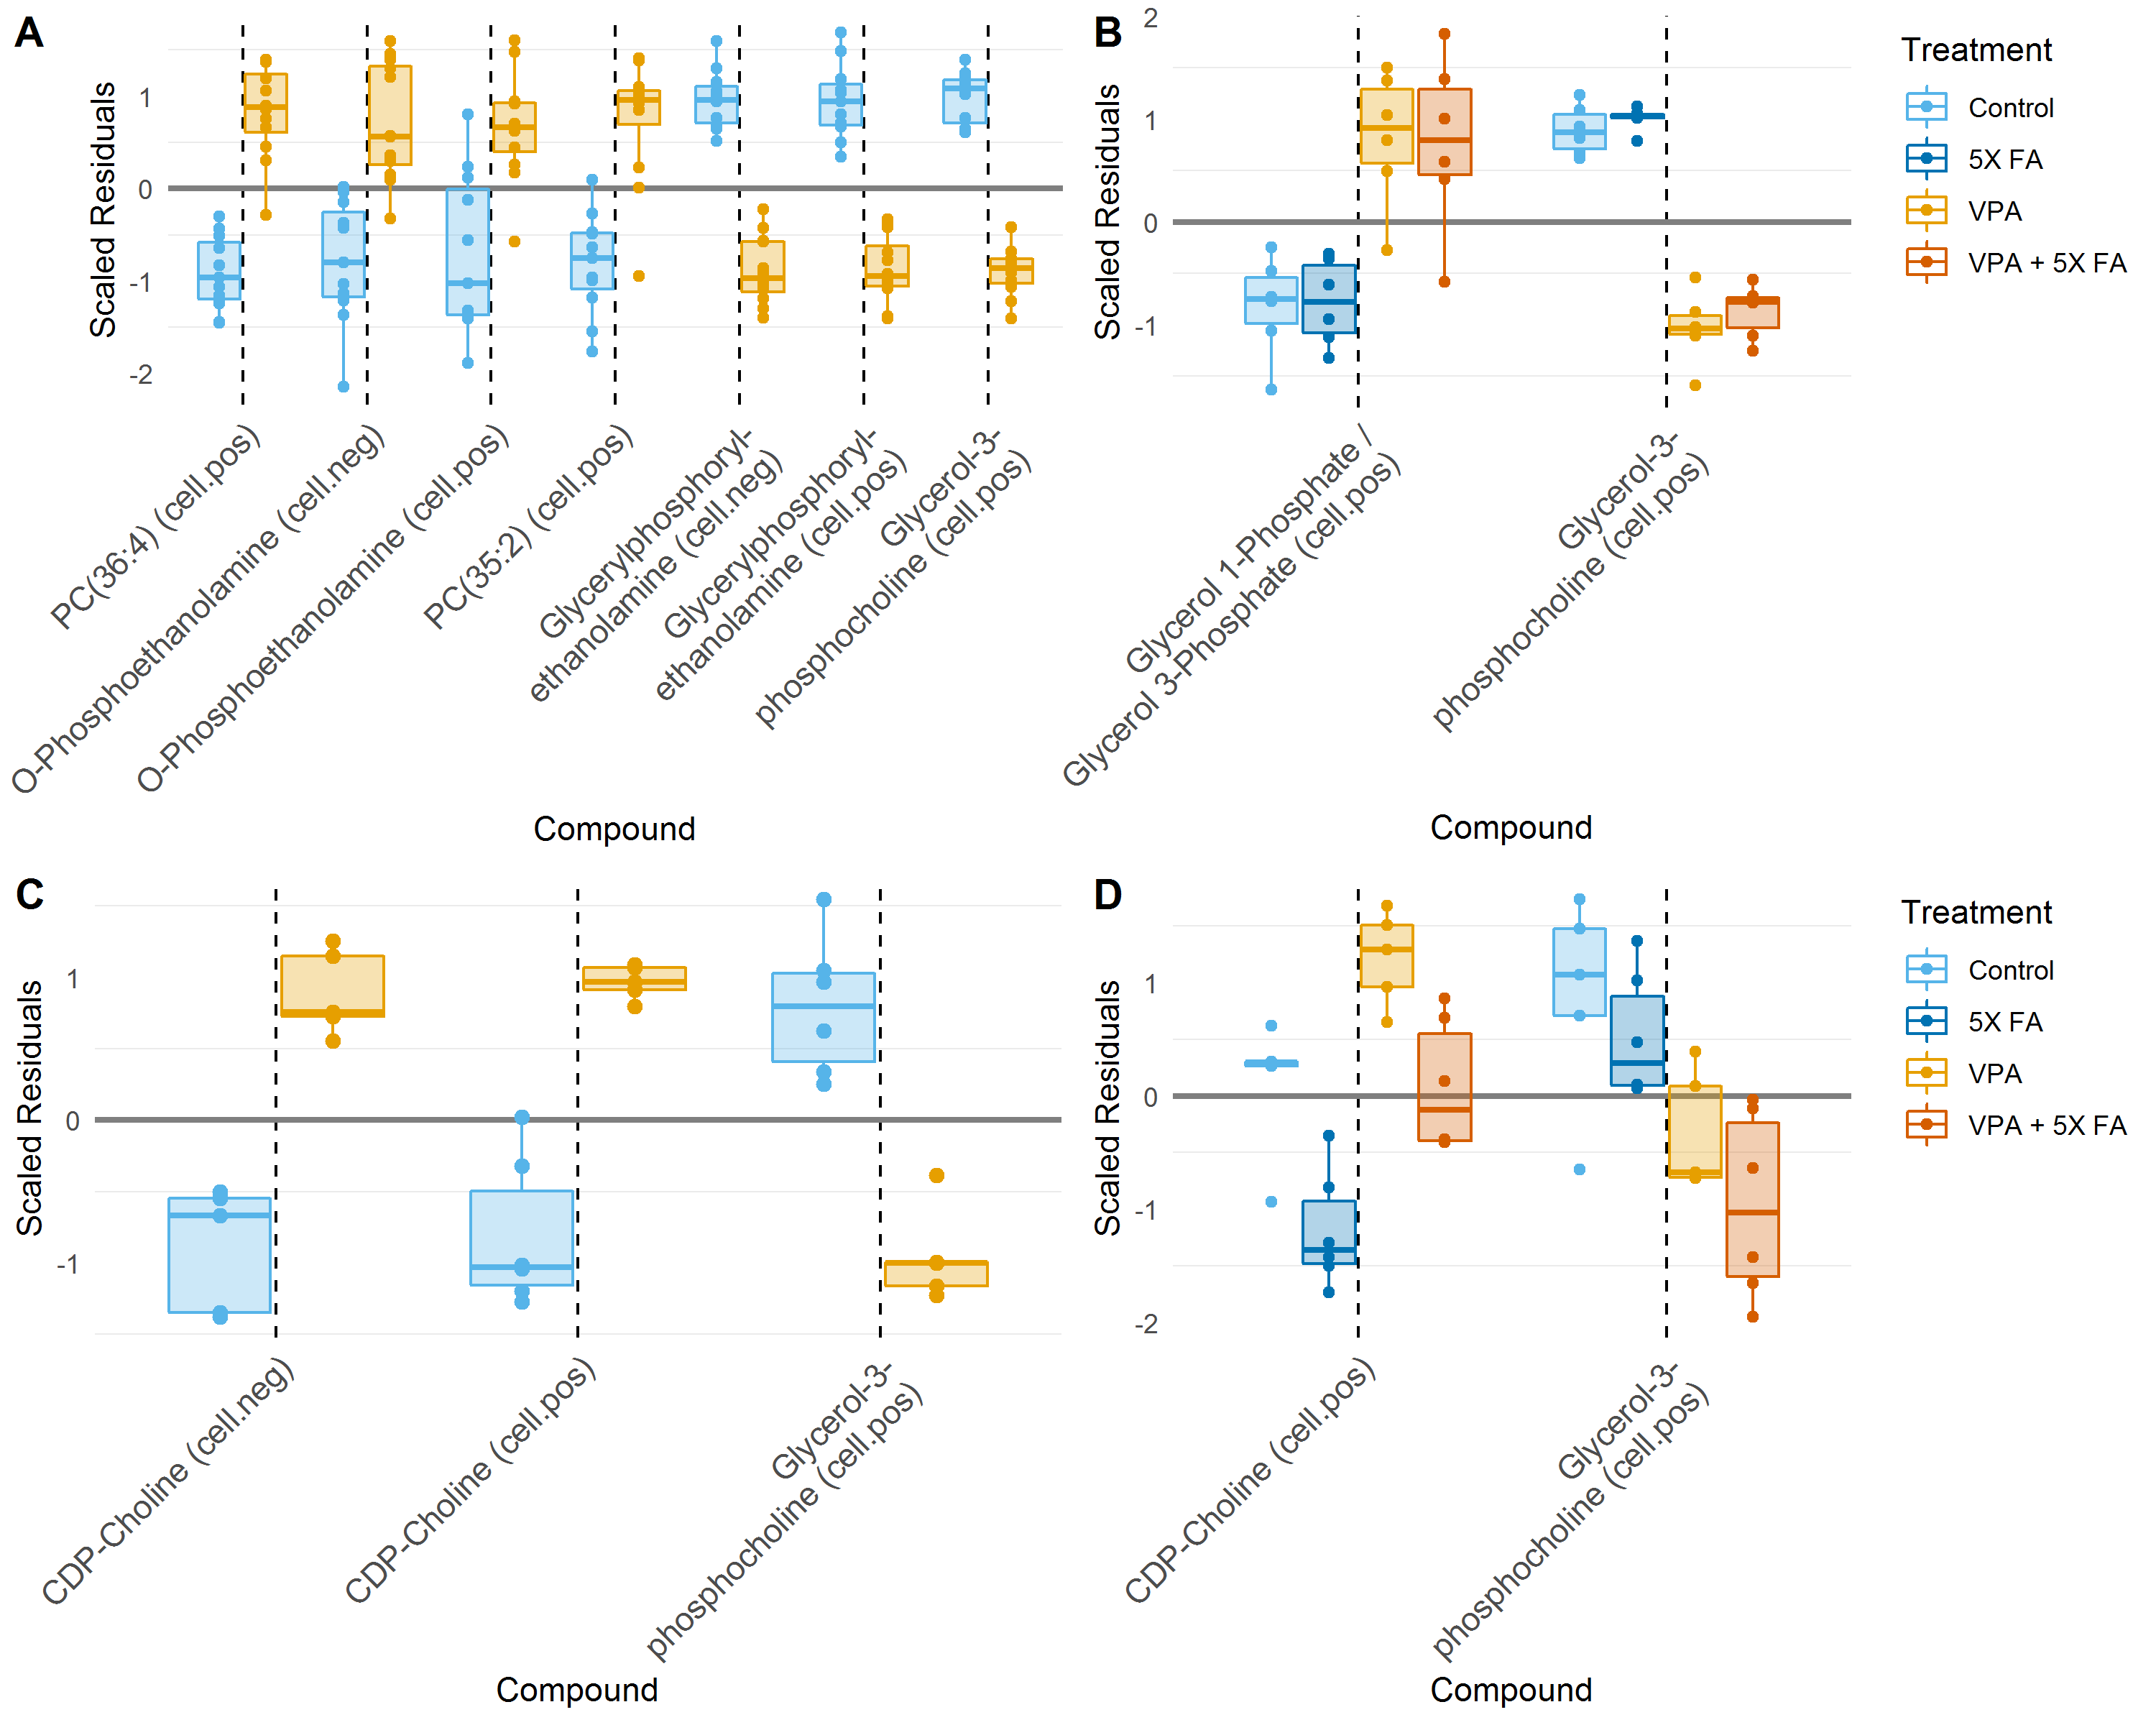 A
Scaled Residuals
1
0
-1
-2
PC(36:4) (cell.pos)
O-Phosphoethanolamine (cell.neg)
O-Phosphoethanolamine (cell.pos)
PC(35:2) (cell.pos)
Glycerylphosphoryl-
ethanolamine (cell.neg)
Glycerylphosphoryl-
ethanolamine (cell.pos)
Glycerol-3-
phosphocholine (cell.pos)
Compound
B
Scaled Residuals
2
1
0
-1
Glycerol 1-Phosphate /
Glycerol 3-Phosphate (cell.pos)
Glycerol-3-
phosphocholine (cell.pos)
Compound
Treatment
Control
5X FA
VPA
VPA + 5X FA
C
Scaled Residuals
1
0
-1
CDP-Choline (cell.neg)
CDP-Choline (cell.pos)
Glycerol-3-
phosphocholine (cell.pos)
Compound
D
Scaled Residuals
1
0
-1
-2
CDP-Choline (cell.pos)
Glycerol-3-
phosphocholine (cell.pos)
Compound
Treatment
Control
5X FA
VPA
VPA + 5X FA